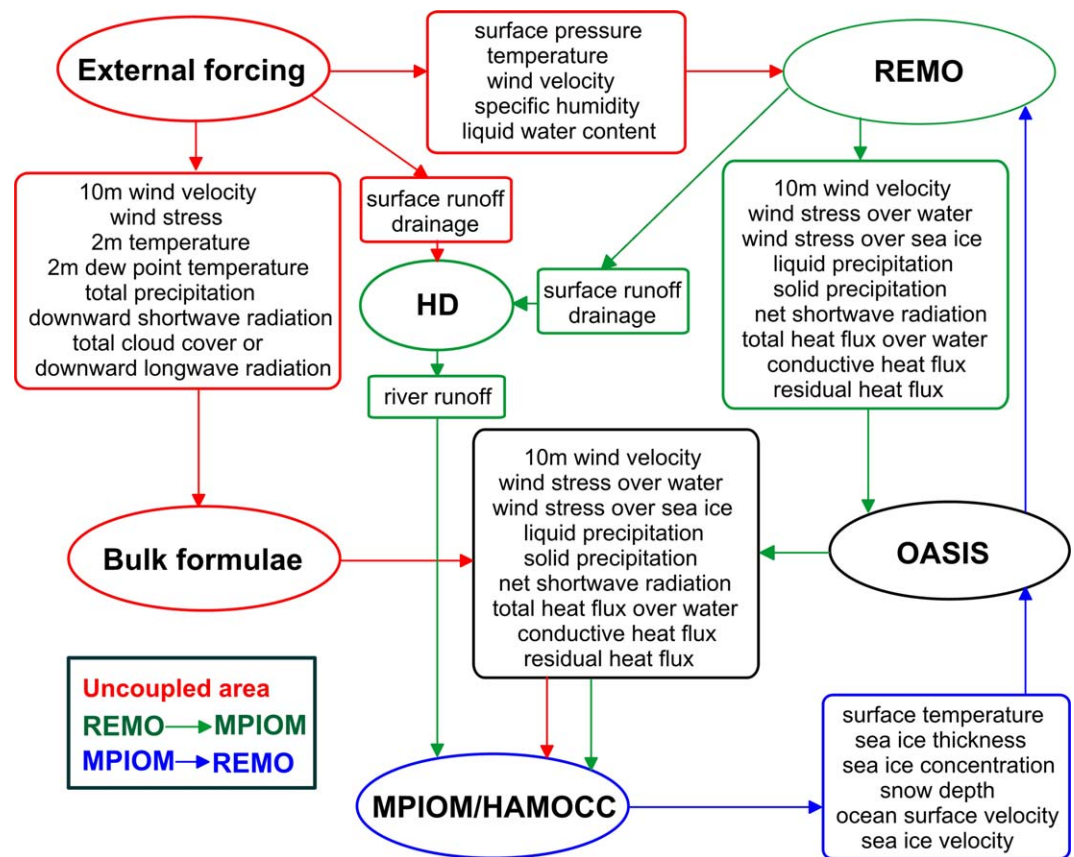 External forcing
surface pressure
temperature
wind velocity
specific humidity
liquid water content
REMO
10m wind velocity
wind stress
2m temperature
2m dew point temperature
total precipitation
downward shortwave radiation
total cloud cover or
downward longwave radiation
surface runoff
drainage
HD
surface runoff
drainage
10m wind velocity
wind stress over water
wind stress over sea ice
liquid precipitation
solid precipitation
net shortwave radiation
total heat flux over water
conductive heat flux
residual heat flux
river runoff
Bulk formulae
10m wind velocity
wind stress over water
wind stress over sea ice
liquid precipitation
solid precipitation
net shortwave radiation
total heat flux over water
conductive heat flux
residual heat flux
OASIS
Uncoupled area
REMO → MPIOM
MPIOM → REMO
MPIOM/HAMOCC
surface temperature
sea ice thickness
sea ice concentration
snow depth
ocean surface velocity
sea ice velocity